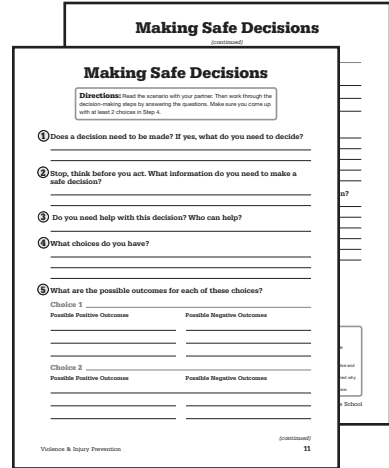 Making Safe Decisions
(continued)
Making Safe Decisions
Directions: Read the scenario with your partner. Then work through the
decision-making steps by answering the questions. Make sure you come up
with at least 2 choices in Step 4.
1 Does a decision need to be made? If yes, what do you need to decide?
2 Stop, think before you act. What information do you need to make a
safe decision?
3 Do you need help with this decision? Who can help?
4 What choices do you have?
5 What are the possible outcomes for each of these choices?
Choice 1
Possible Positive Outcomes Possible Negative Outcomes
Choice 2
Possible Positive Outcomes Possible Negative Outcomes
(continued)
Violence & Injury Prevention 11
School